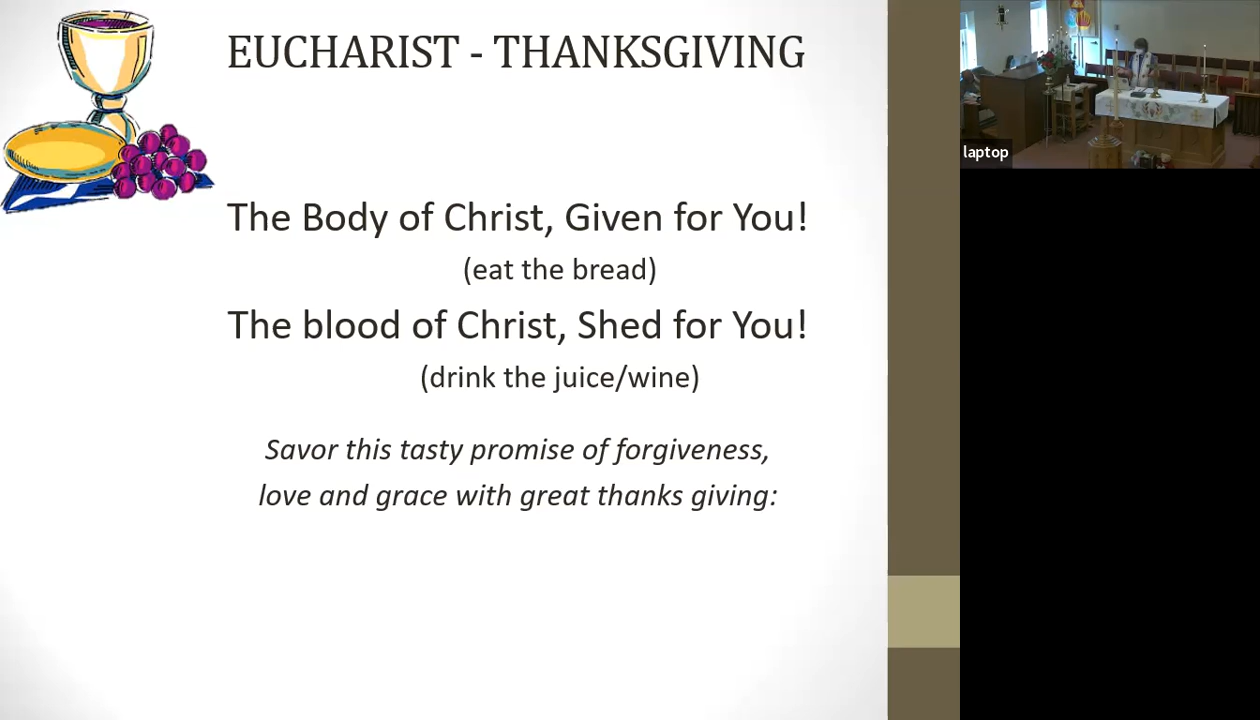 EUCHARIST - THANKSGIVING
The Body of Christ, Given for You!
(eat the bread)
The blood of Christ, Shed for You!
(drink the juice/wine)
Savor this tasty promise of forgiveness,
love and grace with great thanks giving:
laptop